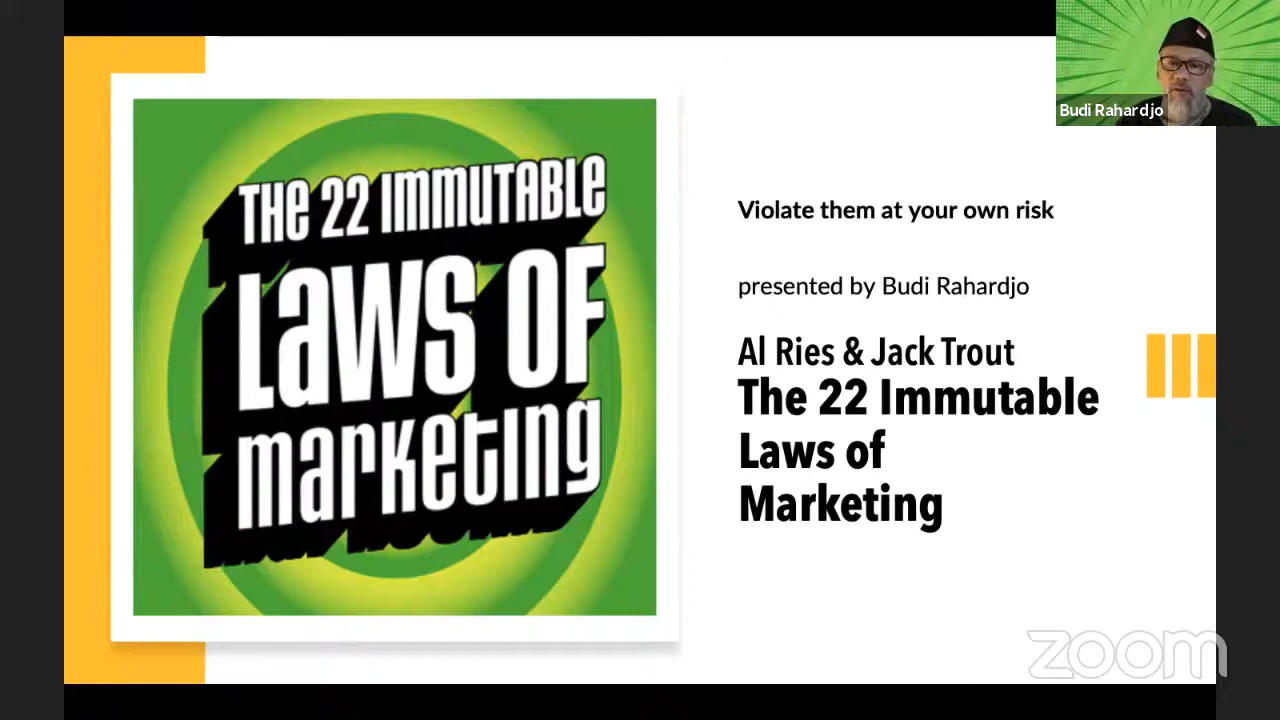 THE 22 IMMUTABLE
LAWS OF
MARKETING
Budi Rahardjo
Violate them at your own risk
presented by Budi Rahardjo
Al Ries & Jack Trout
The 22 Immutable
Laws of
Marketing
zoom